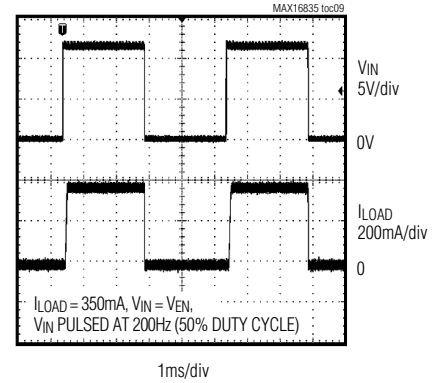 MAX16835 toc09
T
VIN
5V/div
0V
ILOAD
200mA/div
0
ILOAD = 350mA, VIN = VEN,
VIN PULSED AT 200Hz (50% DUTY CYCLE)
1ms/div